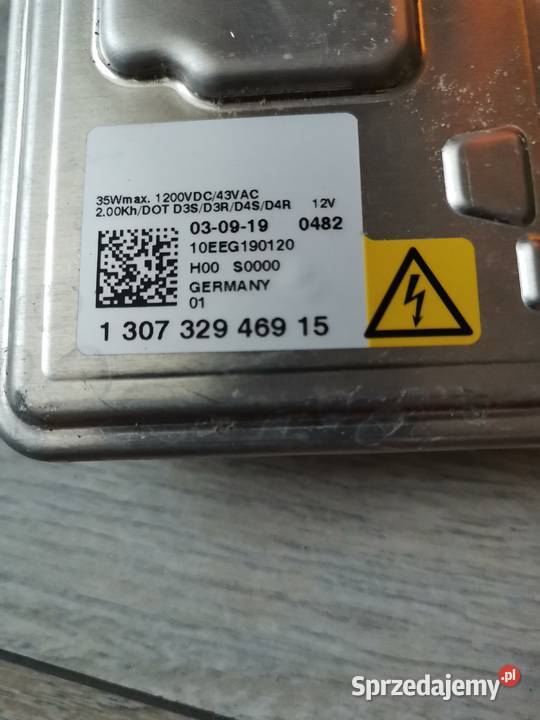 35Wmax. 1200VDC/43VAC
2.00Kh/DOT D3S/D3R/D4S/D4R 12V
03-09-19 0482
10EEG190120
H00 S0000
GERMANY
01
1 307 329 469 15
Sprzedajemy.pl